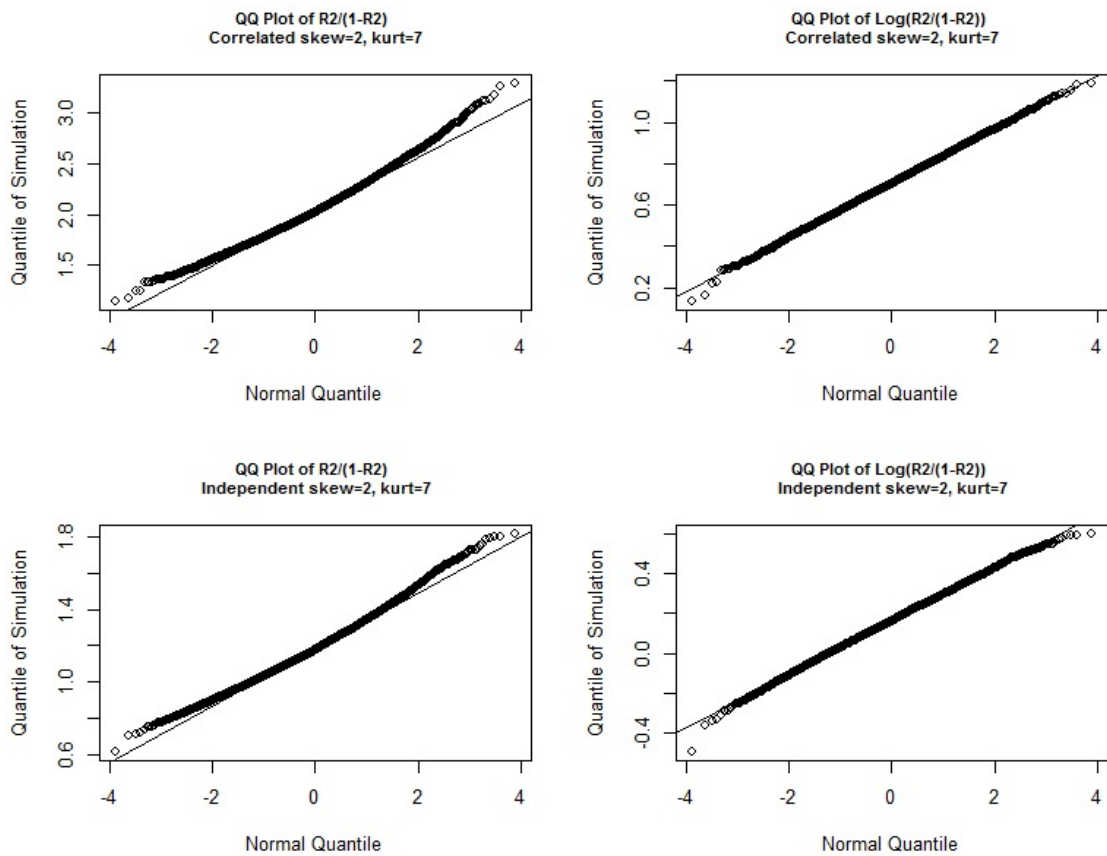 QQ Plot of R2/(1-R2)
Correlated skew=2, kurt=7
Quantile of Simulation
1.5 2.0 2.5 3.0
-4 -2 0 2 4
Normal Quantile
QQ Plot of Log(R2/(1-R2))
Correlated skew=2, kurt=7
Quantile of Simulation
0.2 0.6 1.0
-4 -2 0 2 4
Normal Quantile
QQ Plot of R2/(1-R2)
Independent skew=2, kurt=7
Quantile of Simulation
0.6 1.0 1.4 1.8
-4 -2 0 2 4
Normal Quantile
QQ Plot of Log(R2/(1-R2))
Independent skew=2, kurt=7
Quantile of Simulation
-0.4 0.0 0.4
-4 -2 0 2 4
Normal Quantile